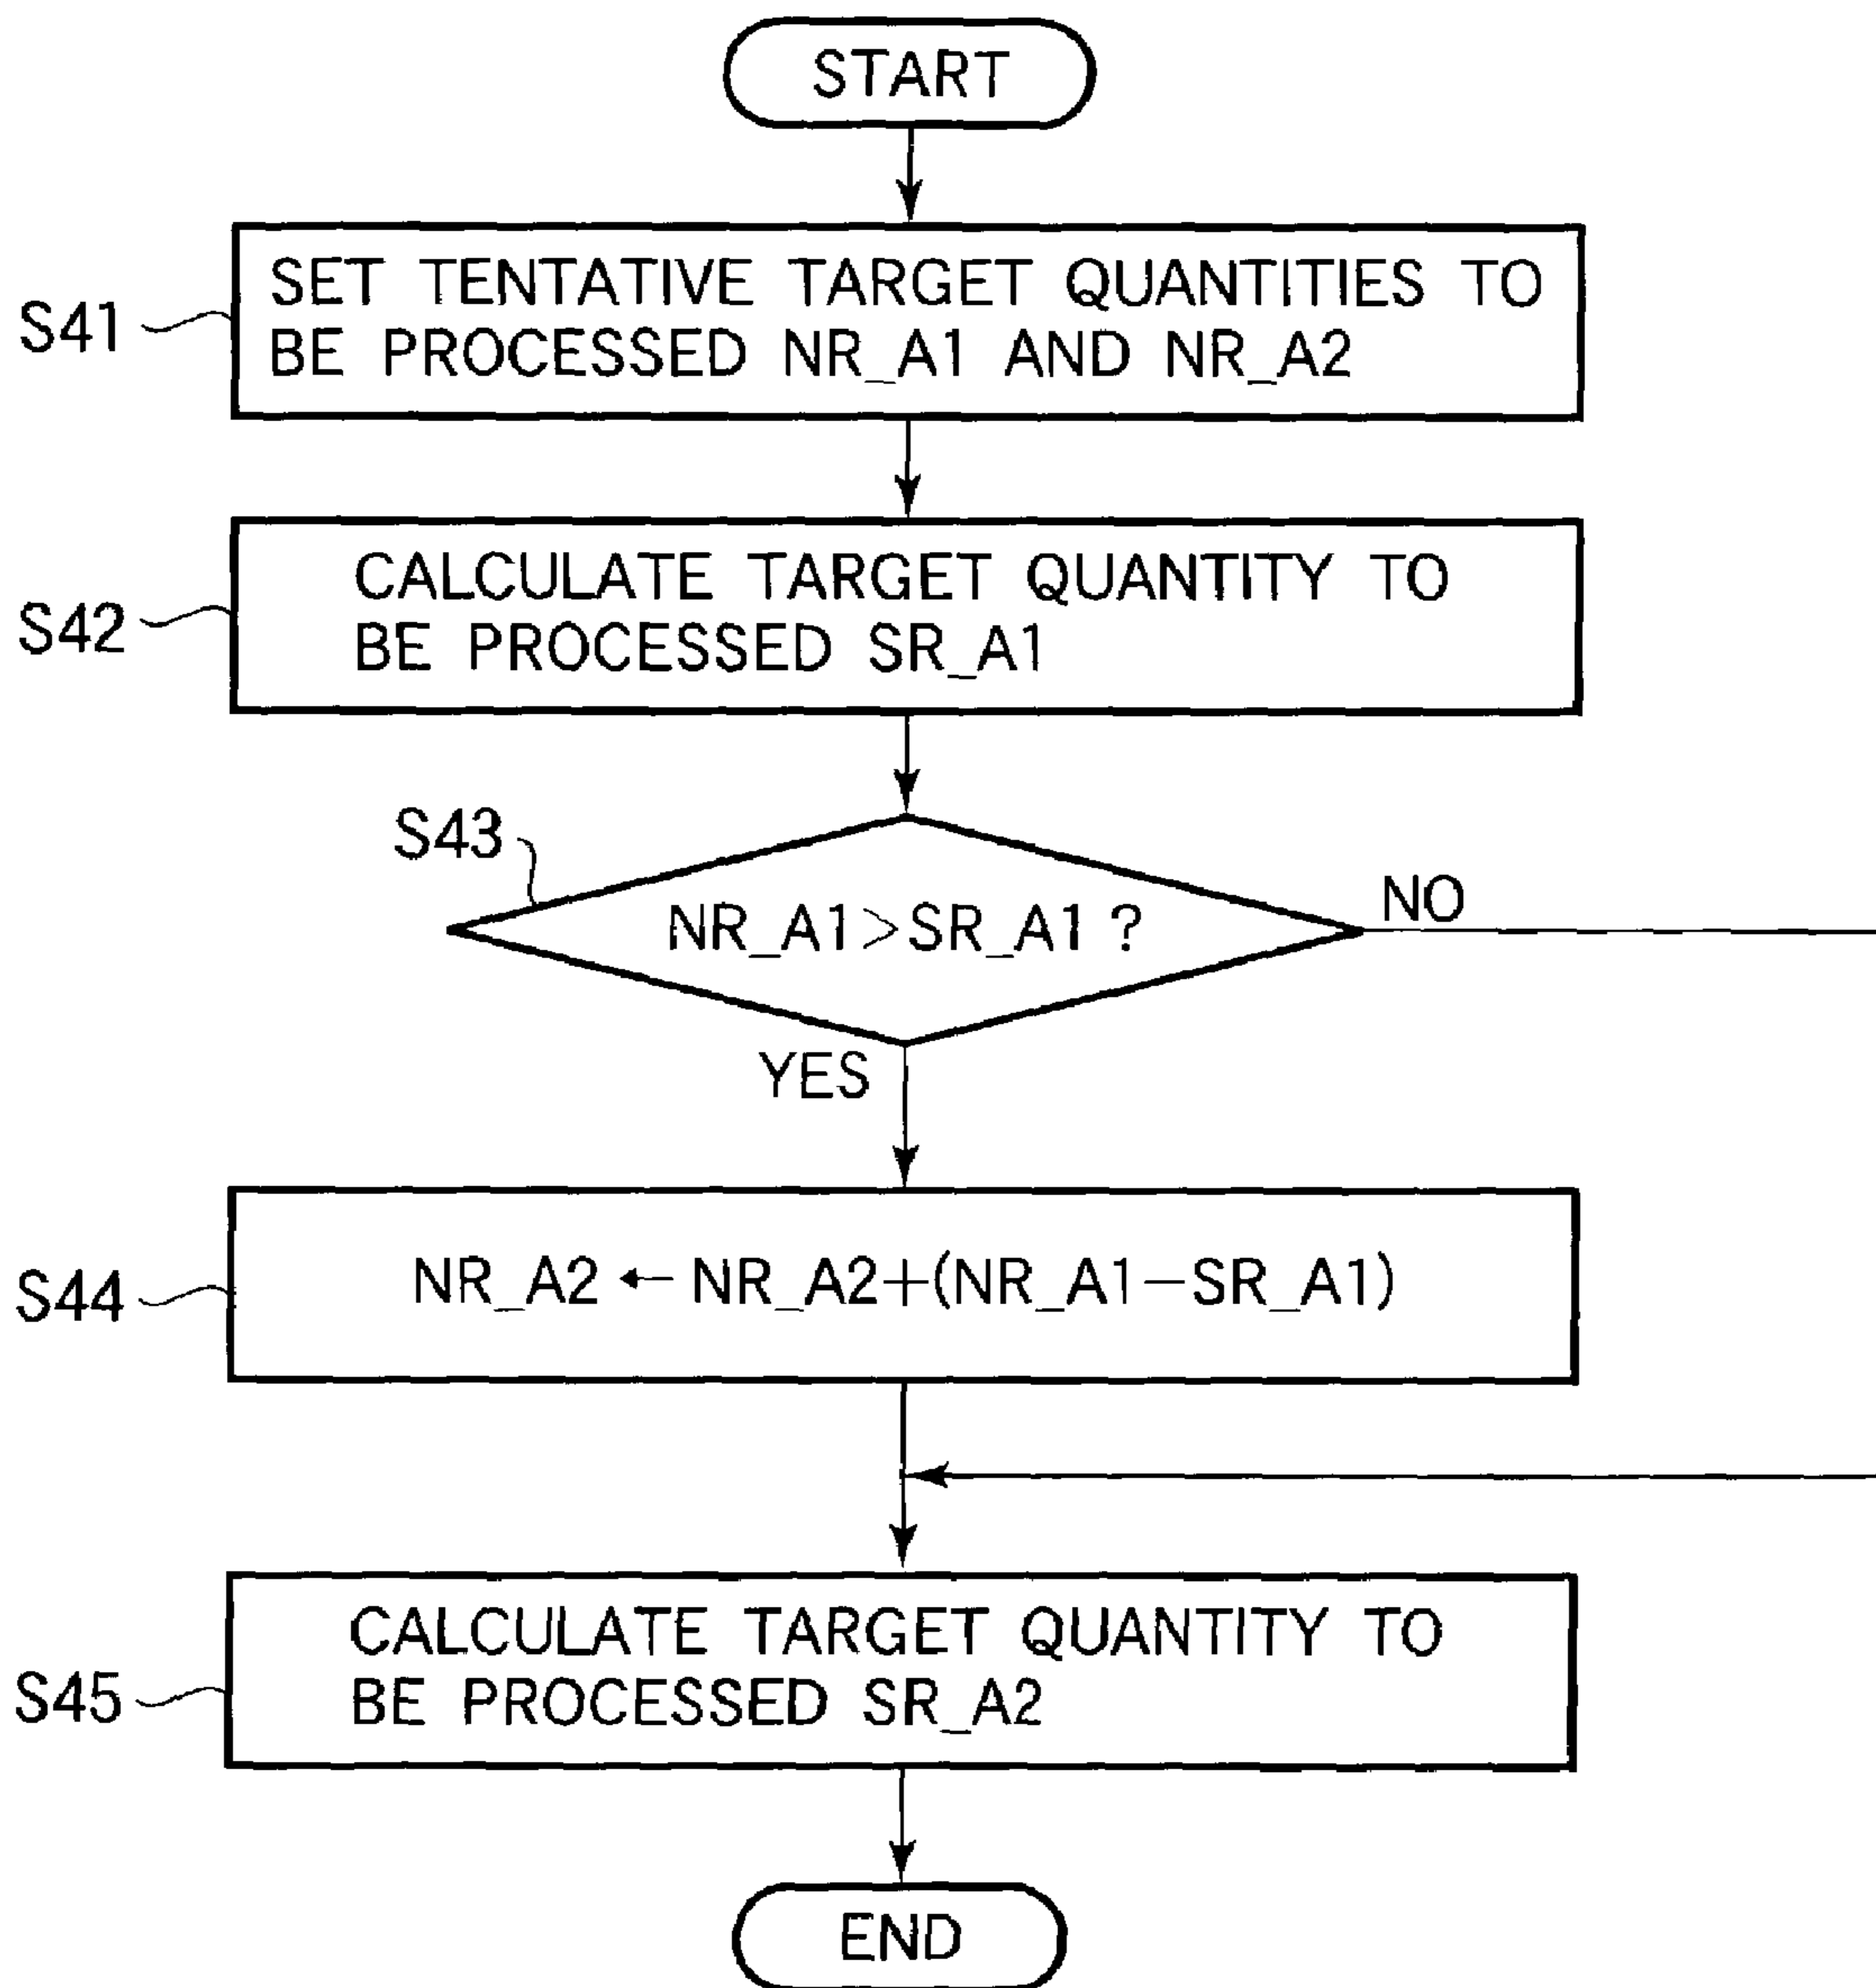 START
S41
SET TENTATIVE TARGET QUANTITIES TO
BE PROCESSED NR_A1 AND NR_A2
S42
CALCULATE TARGET QUANTITY TO
BE PROCESSED SR_A1
S43
NR_A1>SR_A1 ?
NO
YES
S44
NR_A2←NR_A2+(NR_A1−SR_A1)
S45
CALCULATE TARGET QUANTITY TO
BE PROCESSED SR_A2
END